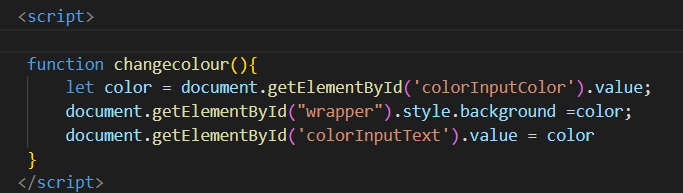 <script>
function changecolour(){
let color = document.getElementById('colorInputColor').value;
document.getElementById("wrapper").style.background =color;
document.getElementById('colorInputText').value = color
}
</script>